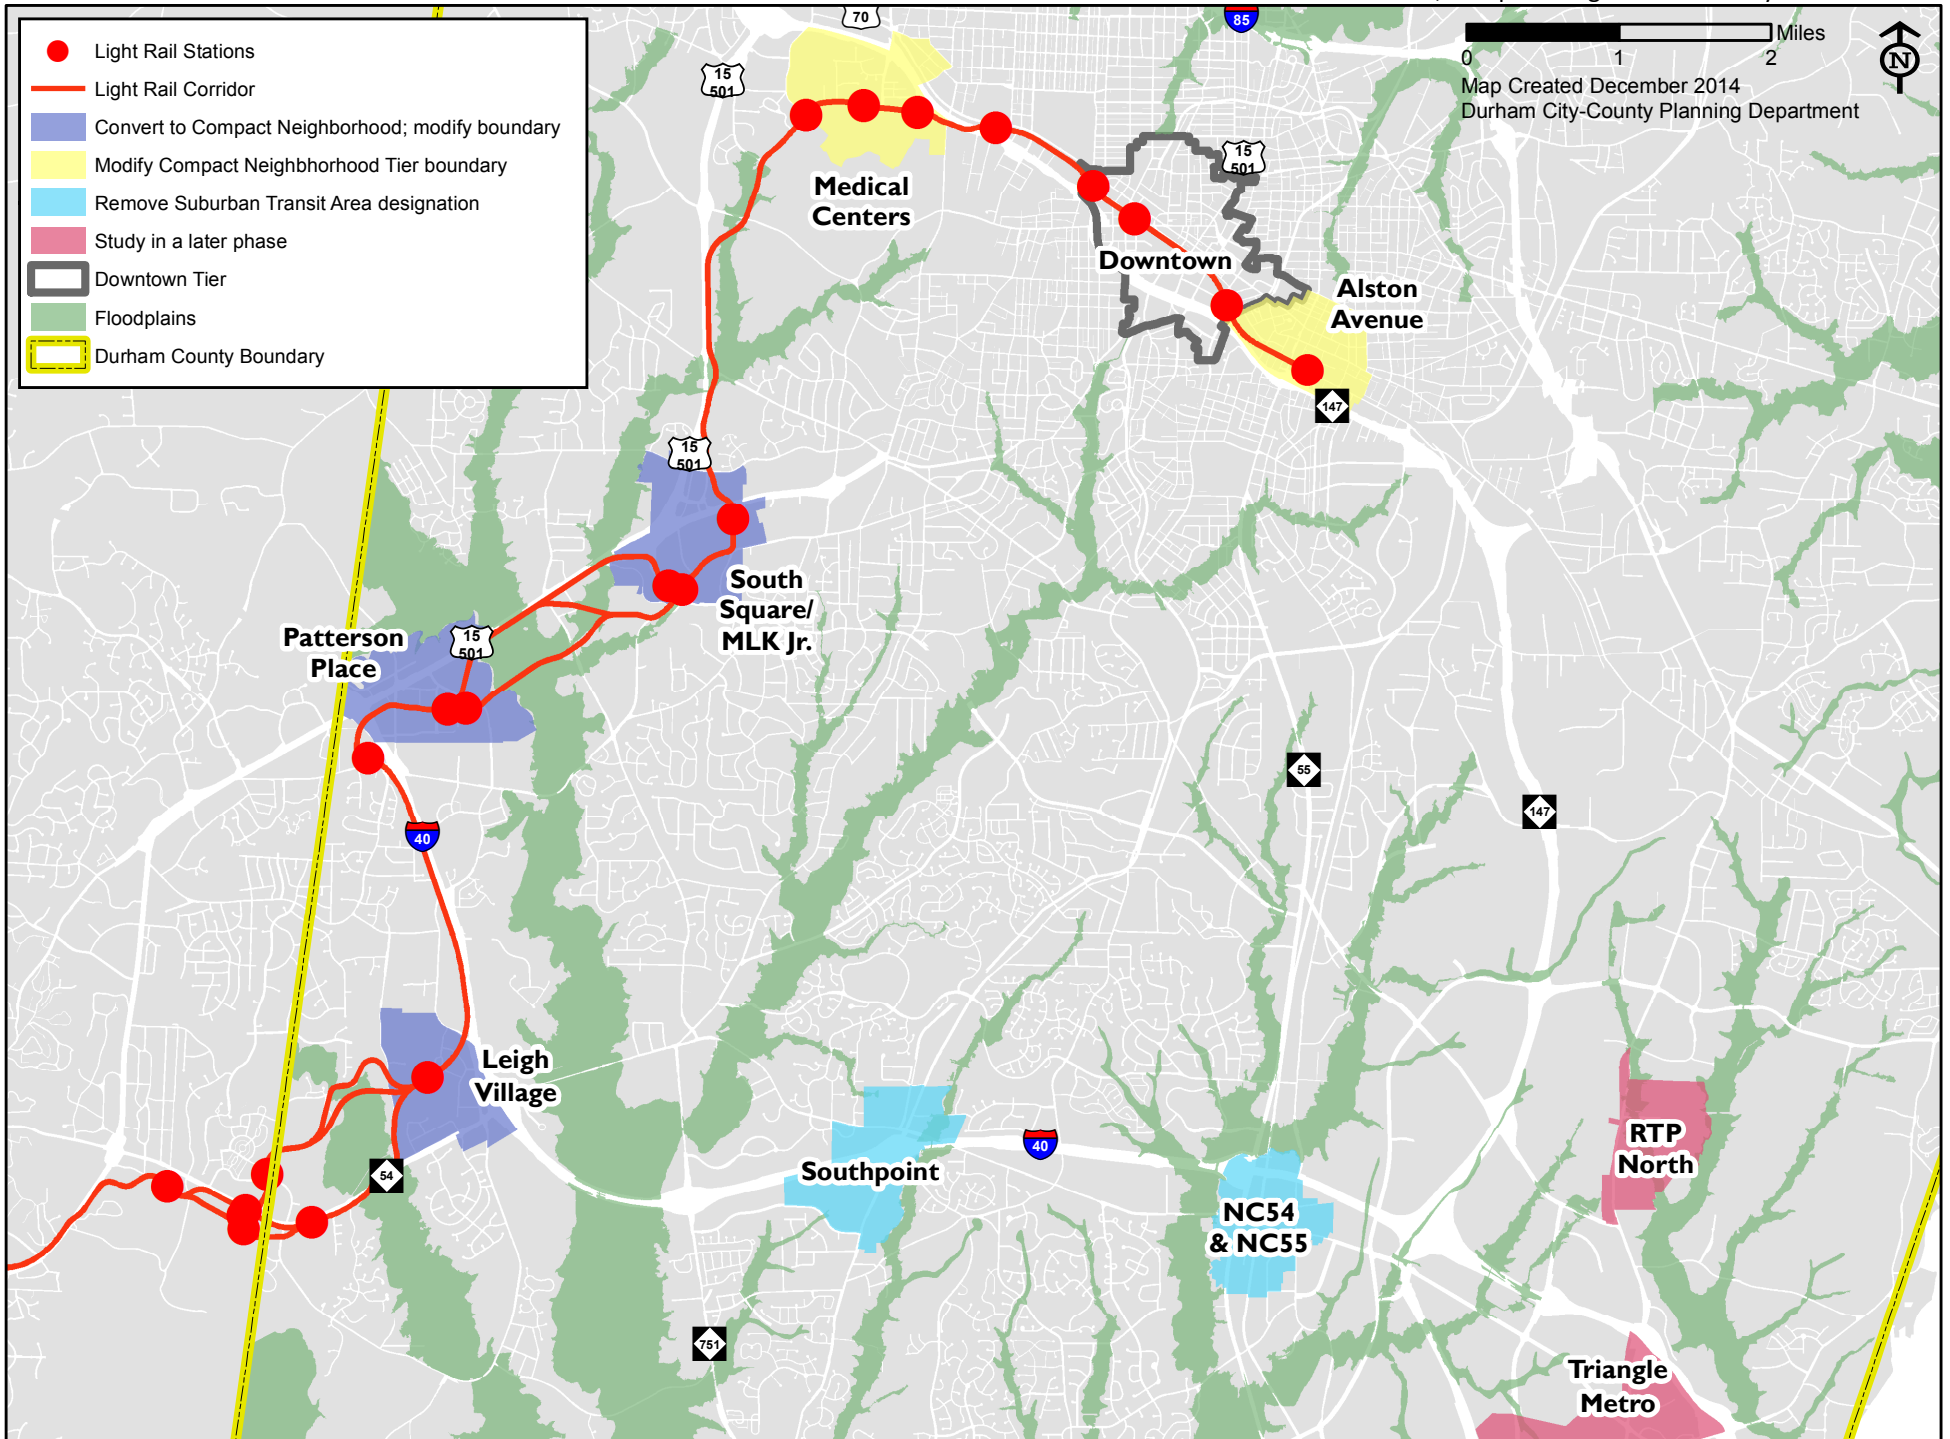 70
85
15
501
Light Rail Stations
Light Rail Corridor
Convert to Compact Neighborhood; modify boundary
Modify Compact Neighbhorhood Tier boundary
Remove Suburban Transit Area designation
Study in a later phase
Downtown Tier
Floodplains
Durham County Boundary
Miles
0 1 2
Map Created December 2014
Durham City-County Planning Department
N
Medical
Centers
15
501
Downtown
Alston
Avenue
147
15
501
South
Square/
MLK Jr.
Patterson
Place
15
501
55
147
40
Leigh
Village
54
Southpoint
40
RTP
North
NC54
& NC55
751
Triangle
Metro